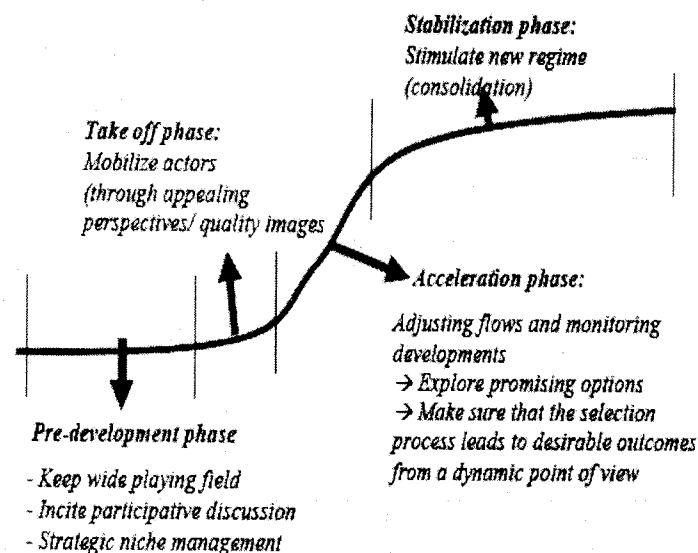 Stabilization phase:
Stimulate new regime
(consolidation)
Take off phase:
Mobilize actors
(through appealing
perspectives/ quality images
Acceleration phase:
Adjusting flows and monitoring
developments
→ Explore promising options
→ Make sure that the selection
process leads to desirable outcomes
from a dynamic point of view
Pre-development phase
- Keep wide playing field
- Incite participative discussion
- Strategic niche management